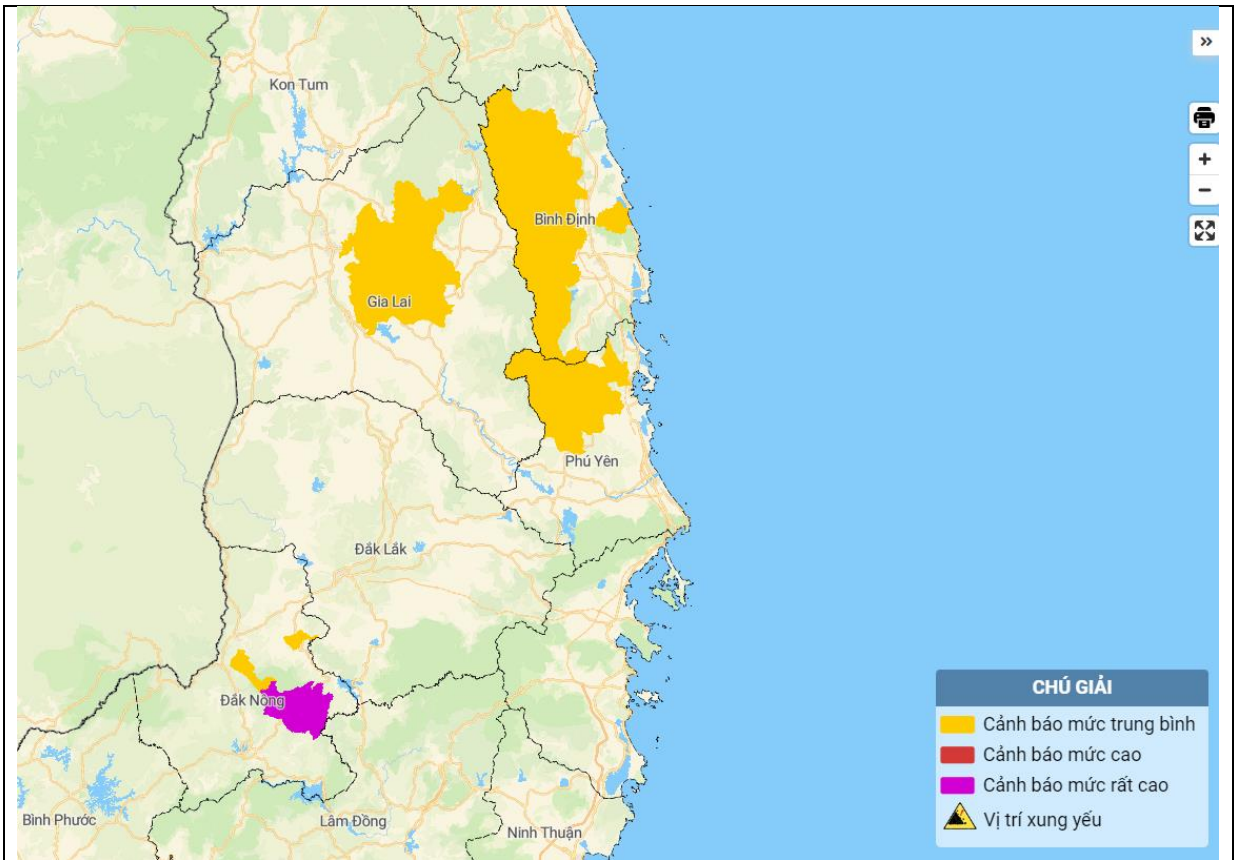 Kon Tum
Bình Định
Gia Lai
Phú Yên
Đắk Lắk
Đắk Nông
Bình Phước
Lâm Đồng
Ninh Thuận
»
+
−
CHÚ GIẢI
Cảnh báo mức trung bình
Cảnh báo mức cao
Cảnh báo mức rất cao
Vị trí xung yếu